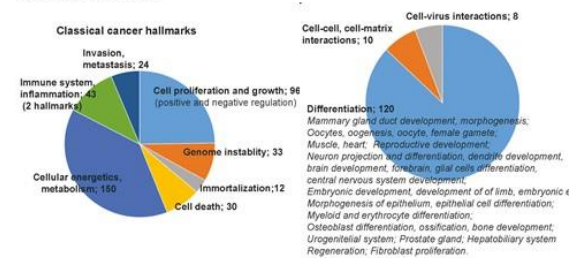 Classical cancer hallmarks
Invasion,
metastasis; 24
Immune system,
inflammation; 43
(2 hallmarks)
Cell proliferation and growth; 96
(positive and negative regulation)
Genome instablity; 33
Immortalization;12
Cell death; 30
Cellular energetics,
metabolism; 150
Cell-virus interactions; 8
Cell-cell, cell-matrix
interactions; 10
Differentiation; 120
Mammary gland duct development, morphogenesis;
Oocytes, oogenesis, oocyte, female gamete;
Muscle, heart; Reproductive development;
Neuron projection and differentiation, dendrite development,
brain development, forebrain, glial cells differentiation,
central nervous system development,
Embryonic development, development of of limb, embryonic e
Morphogenesis of epithelium, epithelial cell differentiation;
Myeloid and erythrocyte differentiation;
Osteoblast differentiation, ossification, bone development;
Urogenitelial system; Prostate gland; Hepatobiliary system
Regeneration; Fibroblast proliferation.